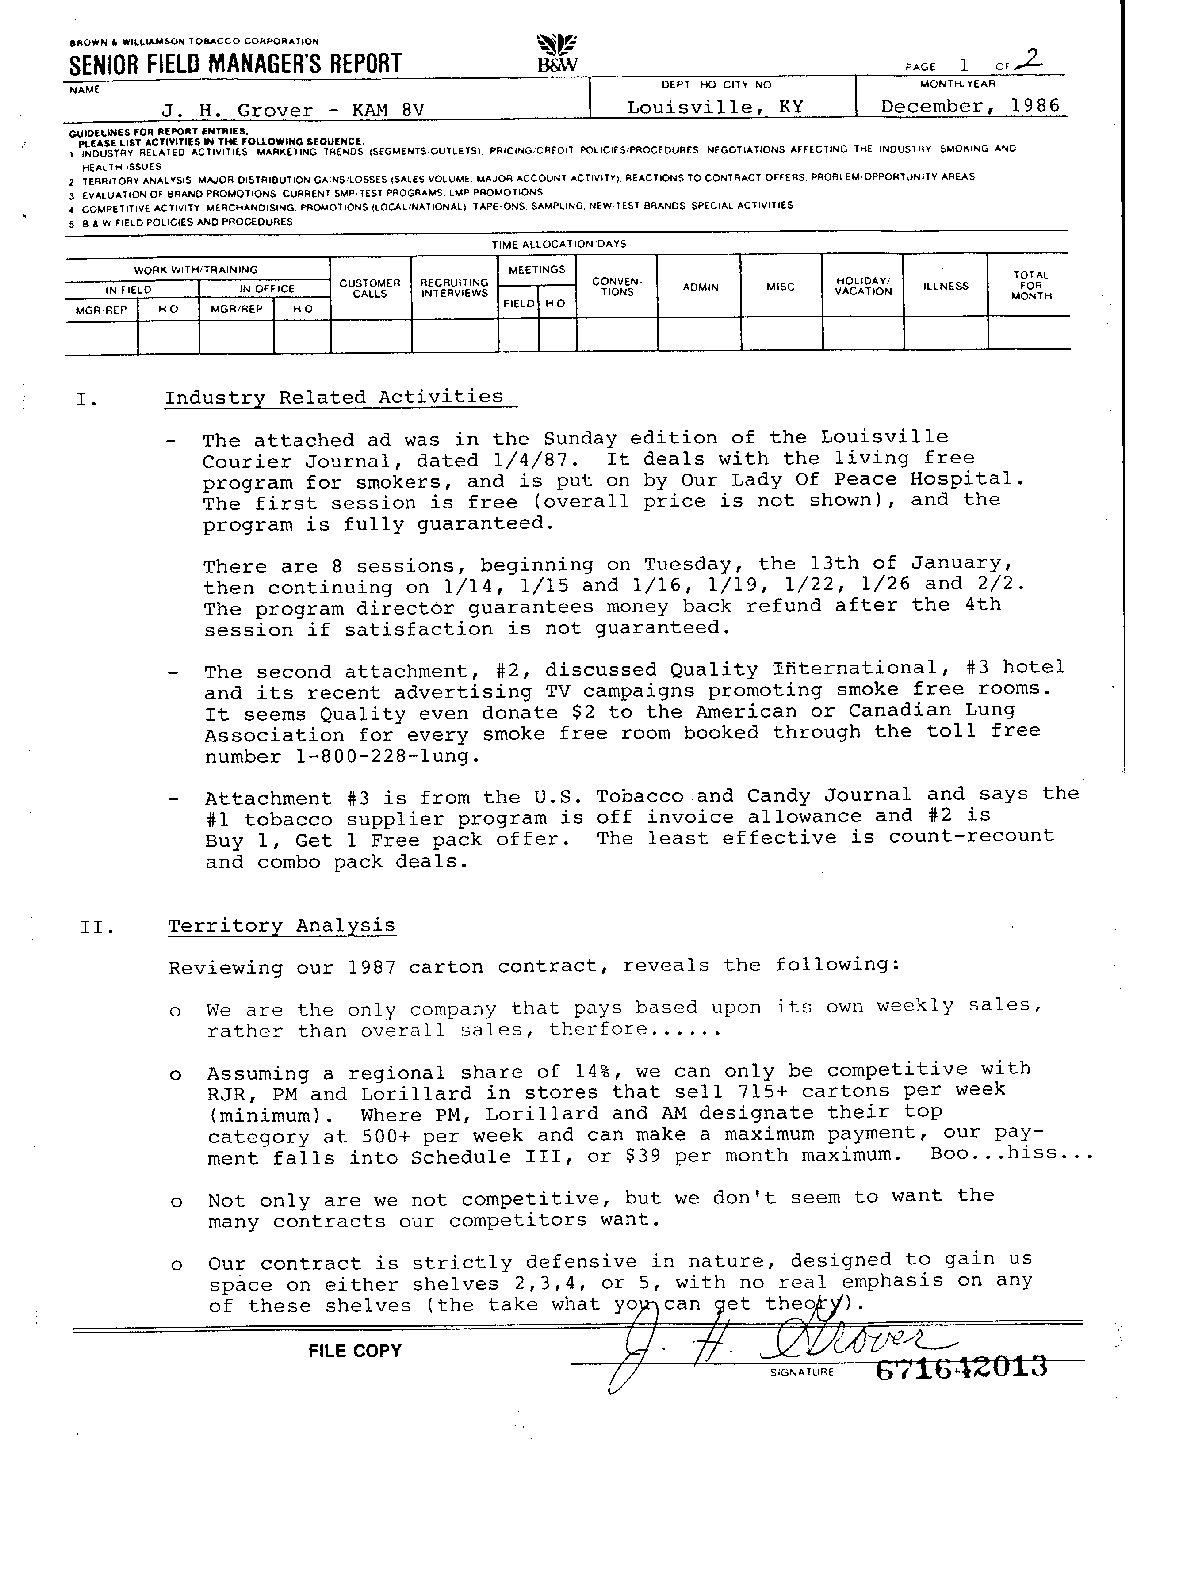 BROWN & WILLIAMSON TOBACCO CORPORATION
SENIOR FIELD MANAGER'S REPORT
B&W
PAGE 1 OF 2
NAME
DEPT HO CITY NO
MONTH-YEAR
J. H. Grover - KAM 8V
Louisville, KY
December, 1986
GUIDELINES FOR REPORT ENTRIES.
PLEASE LIST ACTIVITIES IN THE FOLLOWING SEQUENCE.
1 INDUSTRY RELATED ACTIVITIES MARKETING TRENDS (SEGMENTS-OUTLETS), PRICING/CREDIT POLICIES/PROCEDURES NEGOTIATIONS AFFECTING THE INDUSTRY SMOKING AND
HEALTH ISSUES
2 TERRITORY ANALYSIS MAJOR DISTRIBUTION GAINS/LOSSES (SALES VOLUME, MAJOR ACCOUNT ACTIVITY), REACTIONS TO CONTRACT OFFERS, PROBLEM-OPPORTUNITY AREAS
3 EVALUATION OF BRAND PROMOTIONS, CURRENT SMP-TEST PROGRAMS, LMP PROMOTIONS
4 COMPETITIVE ACTIVITY MERCHANDISING, PROMOTIONS (LOCAL/NATIONAL) TAPE-ONS, SAMPLING, NEW-TEST BRANDS SPECIAL ACTIVITIES
5 B & W FIELD POLICIES AND PROCEDURES
TIME ALLOCATION/DAYS
WORK WITH/TRAINING
IN FIELD
IN OFFICE
MGR-REP
H O
MGR/REP
H O
CUSTOMER
CALLS
RECRUITING
INTERVIEWS
MEETINGS
FIELD
H O
CONVEN-
TIONS
ADMIN
MISC
HOLIDAY/
VACATION
ILLNESS
TOTAL
FOR
MONTH
I. Industry Related Activities
- The attached ad was in the Sunday edition of the Louisville
Courier Journal, dated 1/4/87. It deals with the living free
program for smokers, and is put on by Our Lady Of Peace Hospital.
The first session is free (overall price is not shown), and the
program is fully guaranteed.
There are 8 sessions, beginning on Tuesday, the 13th of January,
then continuing on 1/14, 1/15 and 1/16, 1/19, 1/22, 1/26 and 2/2.
The program director guarantees money back refund after the 4th
session if satisfaction is not guaranteed.
- The second attachment, #2, discussed Quality International, #3 hotel
and its recent advertising TV campaigns promoting smoke free rooms.
It seems Quality even donate $2 to the American or Canadian Lung
Association for every smoke free room booked through the toll free
number 1-800-228-lung.
- Attachment #3 is from the U.S. Tobacco and Candy Journal and says the
#1 tobacco supplier program is off invoice allowance and #2 is
Buy 1, Get 1 Free pack offer. The least effective is count-recount
and combo pack deals.
II. Territory Analysis
Reviewing our 1987 carton contract, reveals the following:
o We are the only company that pays based upon its own weekly sales,
rather than overall sales, therfore......
o Assuming a regional share of 14%, we can only be competitive with
RJR, PM and Lorillard in stores that sell 715+ cartons per week
(minimum). Where PM, Lorillard and AM designate their top
category at 500+ per week and can make a maximum payment, our pay-
ment falls into Schedule III, or $39 per month maximum. Boo...hiss...
o Not only are we not competitive, but we don't seem to want the
many contracts our competitors want.
o Our contract is strictly defensive in nature, designed to gain us
space on either shelves 2,3,4, or 5, with no real emphasis on any
of these shelves (the take what you can get theory).
FILE COPY
J. H. Grover
SIGNATURE
671642013